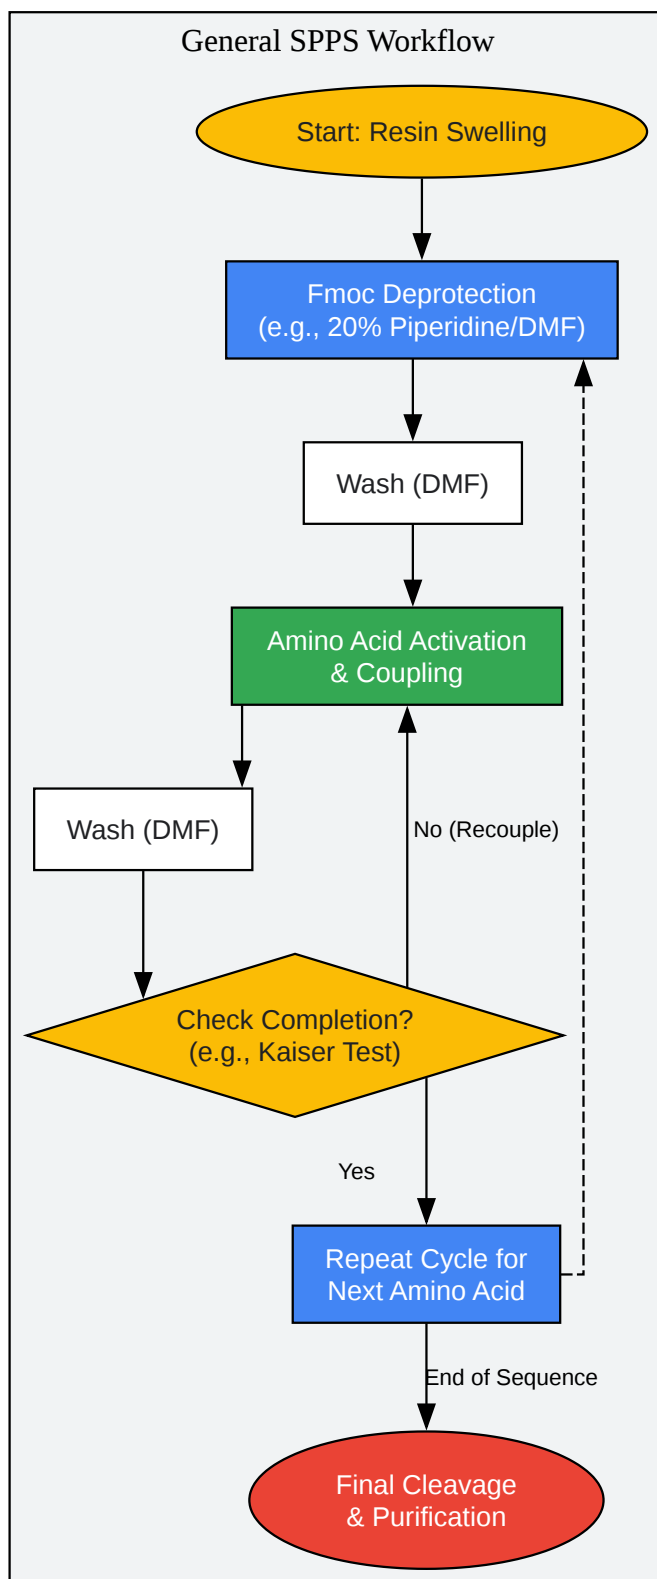 General SPPS Workflow
Start: Resin Swelling
Fmoc Deprotection
(e.g., 20% Piperidine/DMF)
Wash (DMF)
Amino Acid Activation
& Coupling
Wash (DMF)
No (Recouple)
Check Completion?
(e.g., Kaiser Test)
Yes
Repeat Cycle for
Next Amino Acid
End of Sequence
Final Cleavage
& Purification